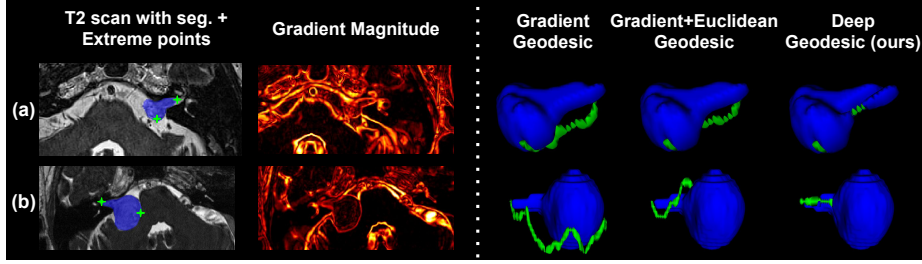 T2 scan with seg. +
Extreme points
Gradient Magnitude
Gradient
Geodesic
Gradient+Euclidean
Geodesic
Deep
Geodesic (ours)
(a)
(b)